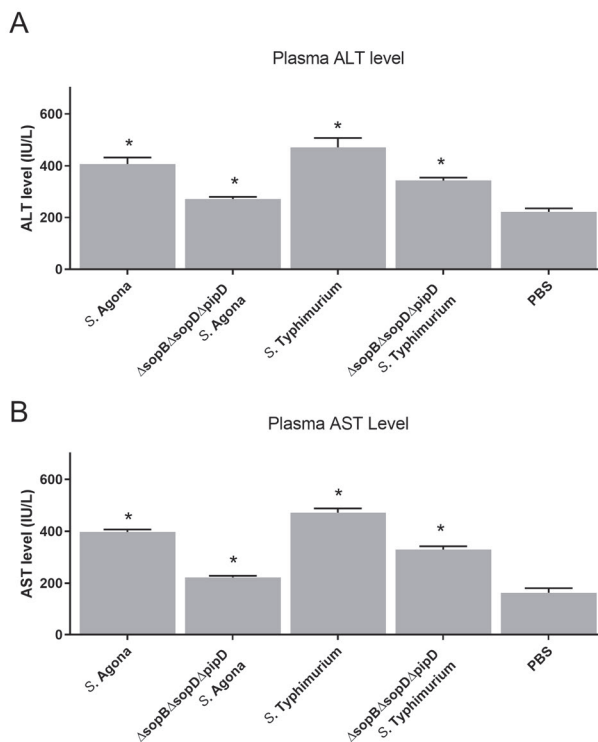 A
Plasma ALT level
ALT level (IU/L)
600
400
200
0
*
*
*
*
S. Agona
ΔsopBΔsopDΔpipD
S. Agona
S. Typhimurium
ΔsopBΔsopDΔpipD
S. Typhimurium
PBS
B
Plasma AST Level
AST level (IU/L)
600
400
200
0
*
*
*
*
S. Agona
ΔsopBΔsopDΔpipD
S. Agona
S. Typhimurium
ΔsopBΔsopDΔpipD
S. Typhimurium
PBS